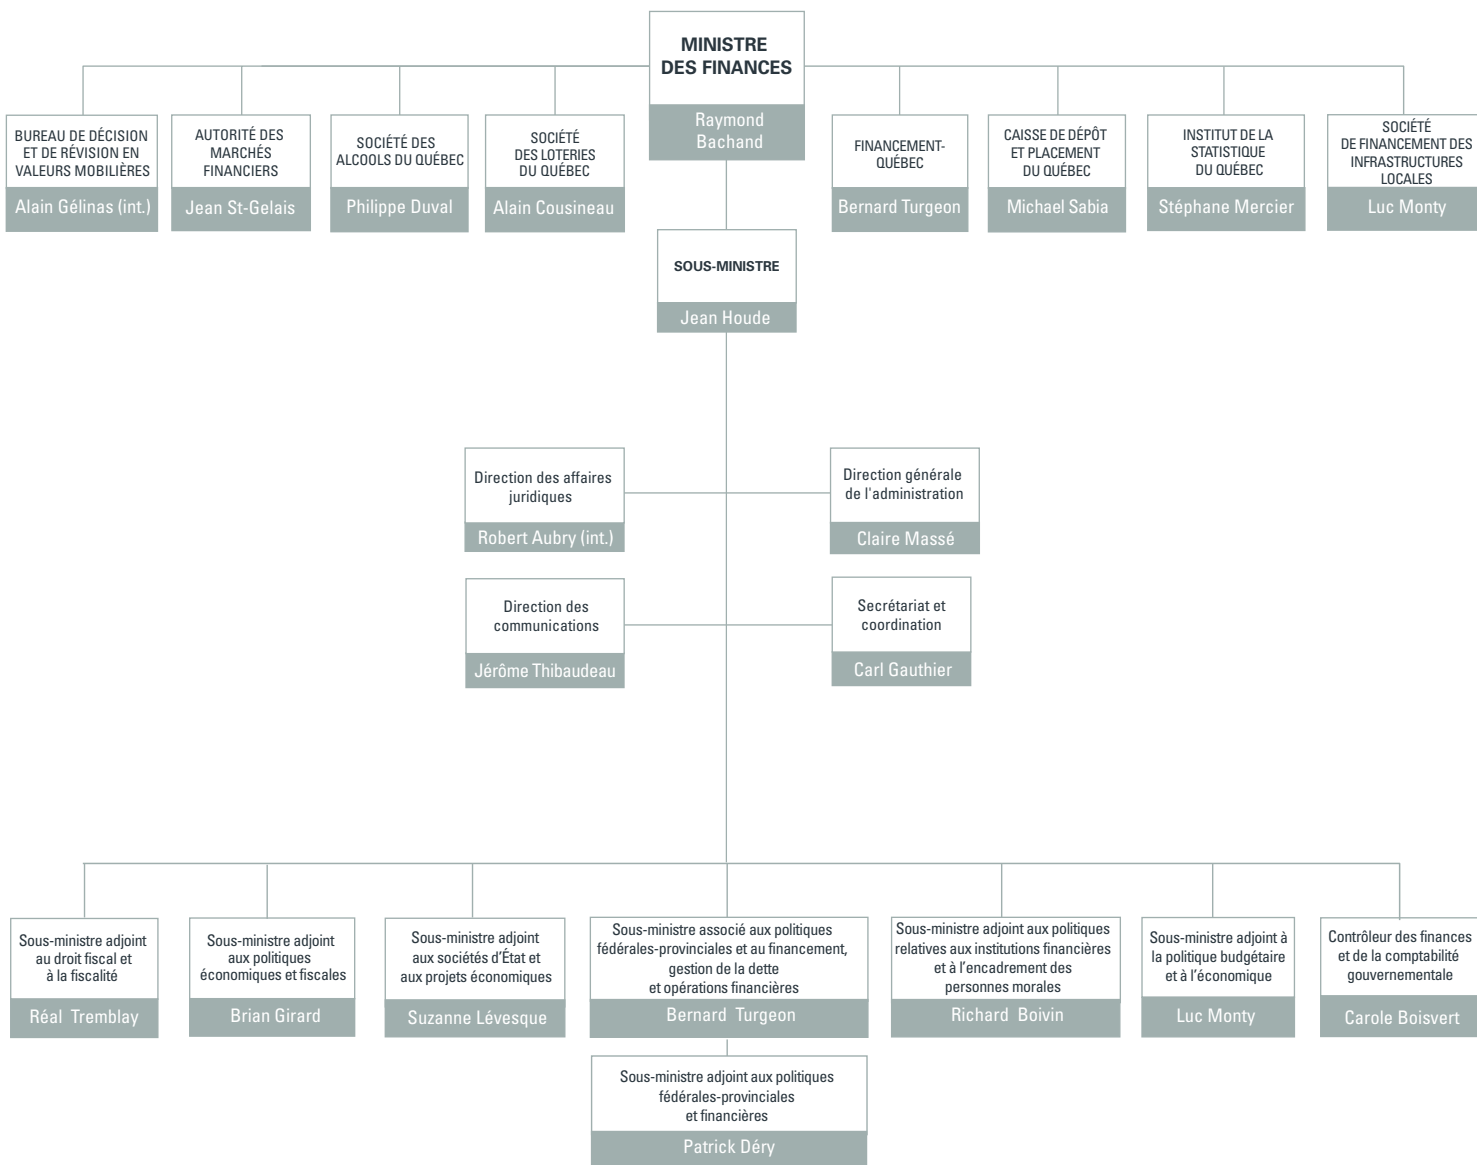 MINISTRE
DES FINANCES
Raymond
Bachand
BUREAU DE DÉCISION
ET DE RÉVISION EN
VALEURS MOBILIÈRES
Alain Gélinas (int.)
AUTORITÉ DES
MARCHÉS
FINANCIERS
Jean St-Gelais
SOCIÉTÉ DES
ALCOOLS DU QUÉBEC
Philippe Duval
SOCIÉTÉ
DES LOTERIES
DU QUÉBEC
Alain Cousineau
FINANCEMENT-
QUÉBEC
Bernard Turgeon
CAISSE DE DÉPÔT
ET PLACEMENT
DU QUÉBEC
Michael Sabia
INSTITUT DE LA
STATISTIQUE
DU QUÉBEC
Stéphane Mercier
SOCIÉTÉ
DE FINANCEMENT DES
INFRASTRUCTURES
LOCALES
Luc Monty
SOUS-MINISTRE
Jean Houde
Direction des affaires
juridiques
Robert Aubry (int.)
Direction générale
de l'administration
Claire Massé
Direction des
communications
Jérôme Thibaudeau
Secrétariat et
coordination
Carl Gauthier
Sous-ministre adjoint
au droit fiscal et
à la fiscalité
Réal Tremblay
Sous-ministre adjoint
aux politiques
économiques et fiscales
Brian Girard
Sous-ministre adjoint
aux sociétés d’État et
aux projets économiques
Suzanne Lévesque
Sous-ministre associé aux politiques
fédérales-provinciales et au financement,
gestion de la dette
et opérations financières
Bernard Turgeon
Sous-ministre adjoint aux politiques
relatives aux institutions financières
et à l’encadrement des
personnes morales
Richard Boivin
Sous-ministre adjoint à
la politique budgétaire
et à l’économique
Luc Monty
Contrôleur des finances
et de la comptabilité
gouvernementale
Carole Boisvert
Sous-ministre adjoint aux politiques
fédérales-provinciales
et financières
Patrick Déry